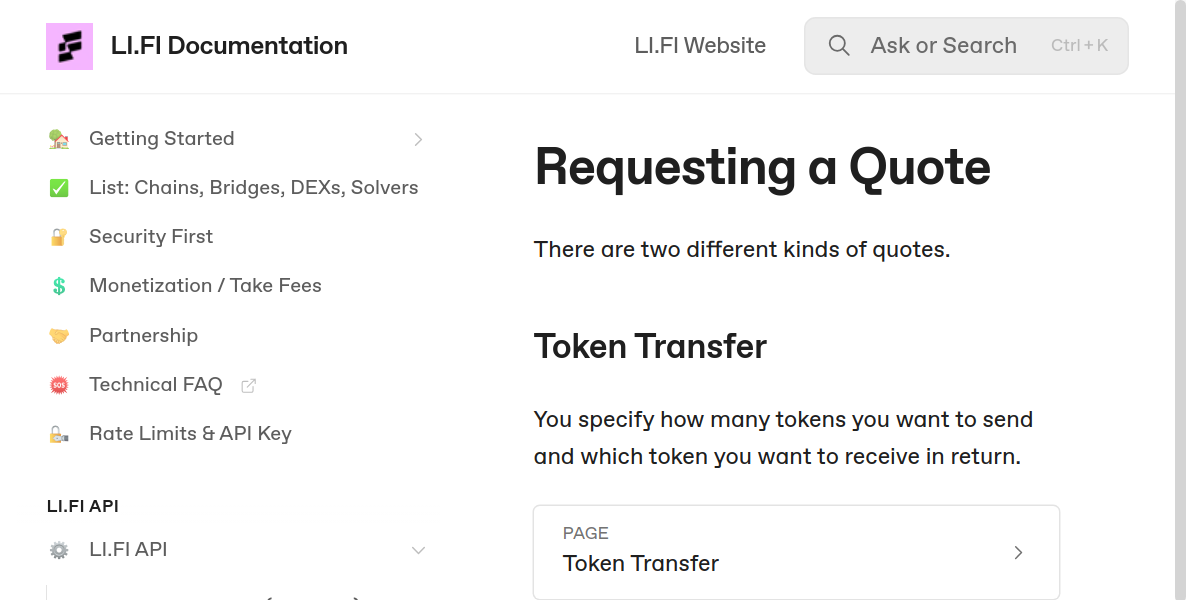 LI.FI Documentation
LI.FI Website
Ask or Search
Ctrl + K
Getting Started
List: Chains, Bridges, DEXs, Solvers
Security First
Monetization / Take Fees
Partnership
Technical FAQ
Rate Limits & API Key
LI.FI API
LI.FI API
Requesting a Quote
There are two different kinds of quotes.
Token Transfer
You specify how many tokens you want to send
and which token you want to receive in return.
PAGE
Token Transfer